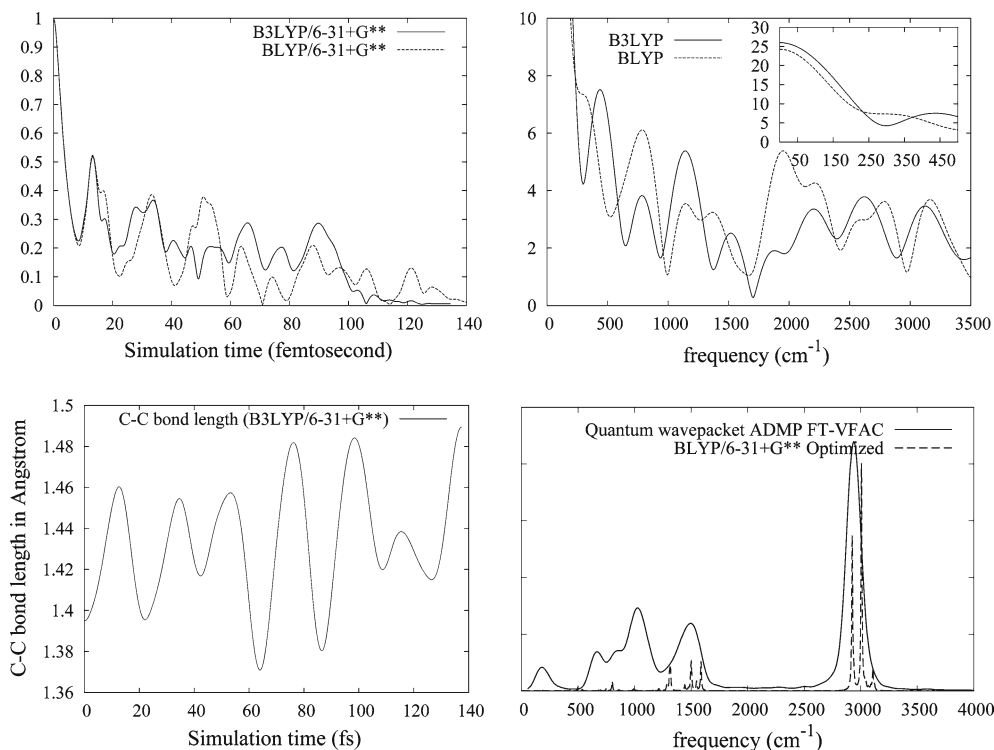 1
0.9
0.8
0.7
0.6
0.5
0.4
0.3
0.2
0.1
0
0 20 40 60 80 100 120 140
B3LYP/6-31+G**
BLYP/6-31+G**
Simulation time (femtosecond)
10
8
6
4
2
0
500 1000 1500 2000 2500 3000 3500
B3LYP
BLYP
30
25
20
15
10
5
50 150 250 350 450
frequency (cm-1)
1.5
1.48
1.46
1.44
1.42
1.4
1.38
1.36
0 20 40 60 80 100 120 140
C-C bond length (B3LYP/6-31+G**)
C-C bond length in Angstrom
Simulation time (fs)
Quantum wavepacket ADMP FT-VFAC
BLYP/6-31+G** Optimized
0 500 1000 1500 2000 2500 3000 3500 4000
frequency (cm-1)